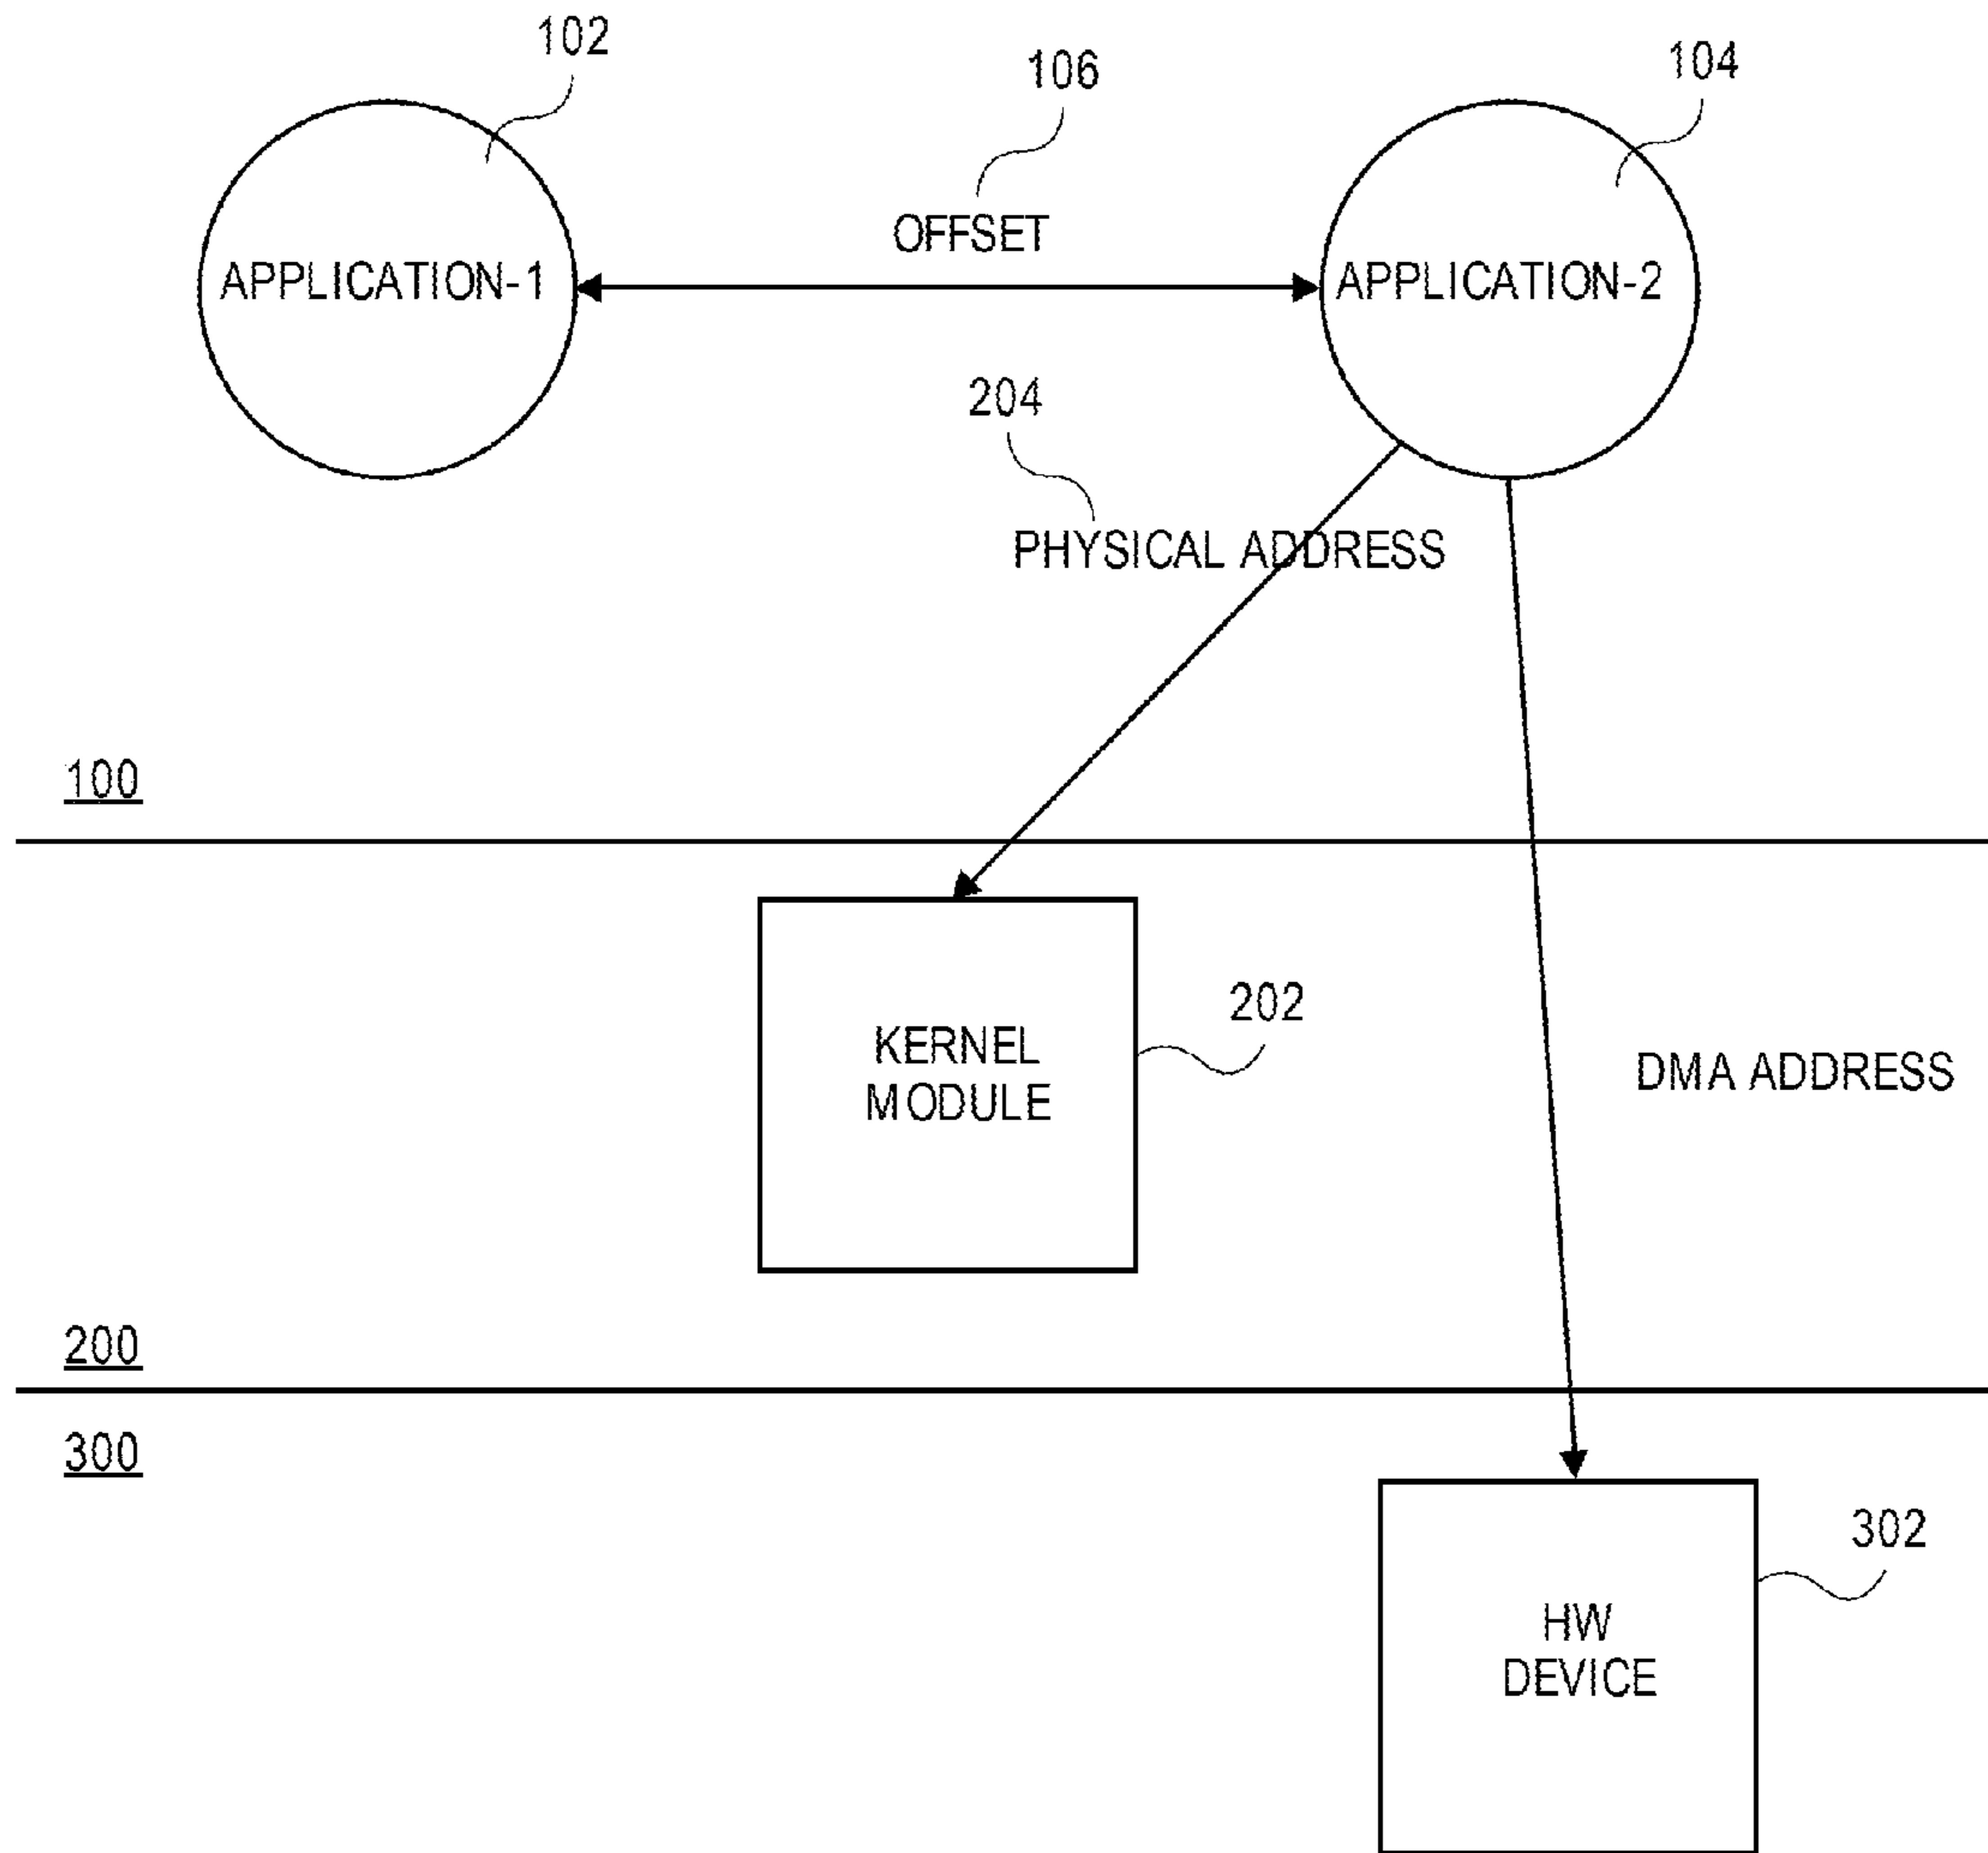 102
106
104
OFFSET
APPLICATION-1
APPLICATION-2
204
PHYSICAL ADDRESS
100
202
KERNEL
MODULE
DMA ADDRESS
200
300
302
HW
DEVICE